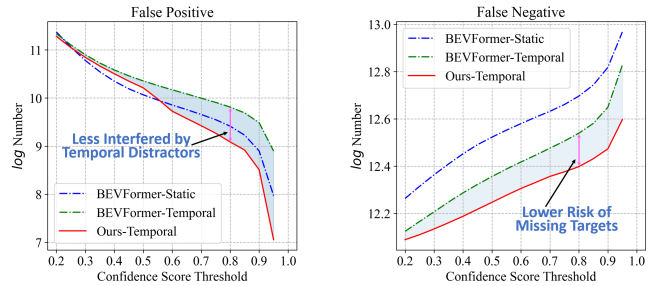 False Positive
11
10
9
8
7
log Number
Less Interfered by
Temporal Distractors
BEVFormer-Static
BEVFormer-Temporal
Ours-Temporal
0.2 0.3 0.4 0.5 0.6 0.7 0.8 0.9 1.0
Confidence Score Threshold
False Negative
13.0
12.8
12.6
12.4
12.2
log Number
BEVFormer-Static
BEVFormer-Temporal
Ours-Temporal
Lower Risk of
Missing Targets
0.2 0.3 0.4 0.5 0.6 0.7 0.8 0.9 1.0
Confidence Score Threshold